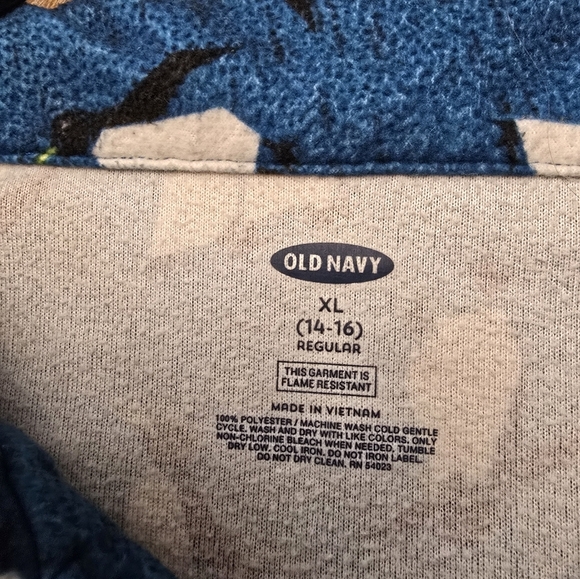 OLD NAVY
XL
(14-16)
REGULAR
THIS GARMENT IS
FLAME RESISTANT
MADE IN VIETNAM
100% POLYESTER / MACHINE WASH COLD GENTLE
CYCLE. WASH AND DRY WITH LIKE COLORS. ONLY
NON-CHLORINE BLEACH WHEN NEEDED. TUMBLE
DRY LOW. COOL IRON. DO NOT IRON LABEL.
DO NOT DRY CLEAN. RN 54023